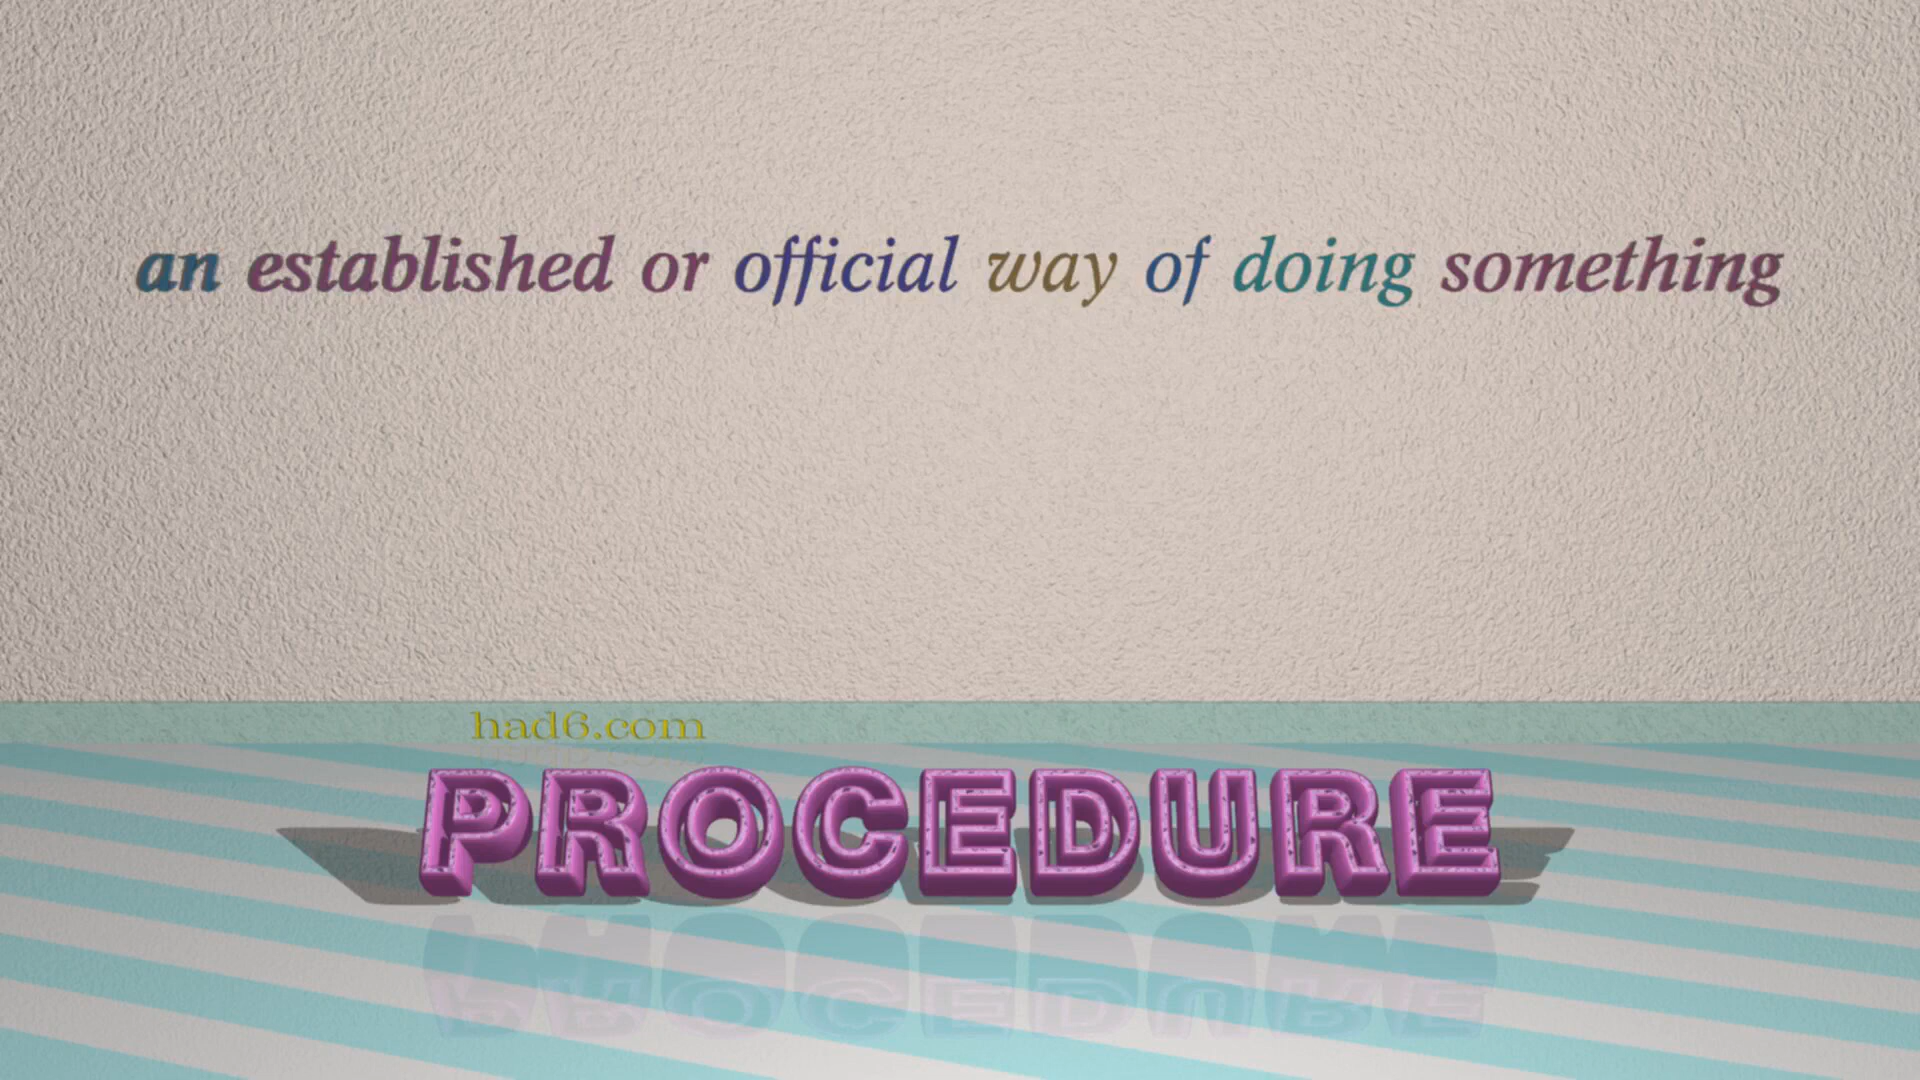 an established or official way of doing something
had6.com
PROCEDURE